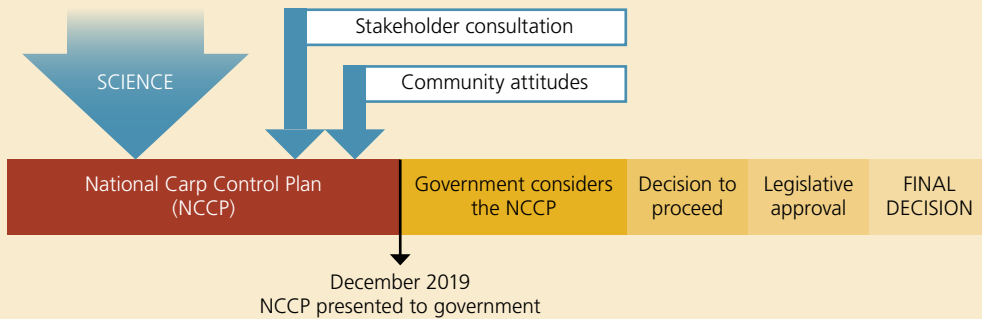 Stakeholder consultation
SCIENCE
Community attitudes
National Carp Control Plan
(NCCP)
Government considers
the NCCP
Decision to
proceed
Legislative
approval
FINAL
DECISION
December 2019
NCCP presented to government